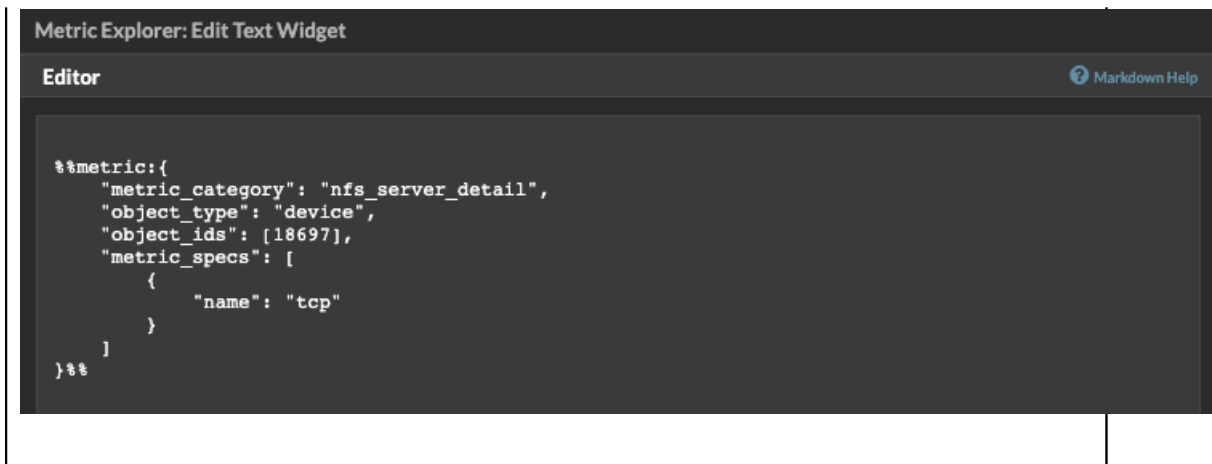 Metric Explorer: Edit Text Widget
Editor
Markdown Help
%%metric:{
    "metric_category": "nfs_server_detail",
    "object_type": "device",
    "object_ids": [18697],
    "metric_specs": [
        {
            "name": "tcp"
        }
    ]
}%%